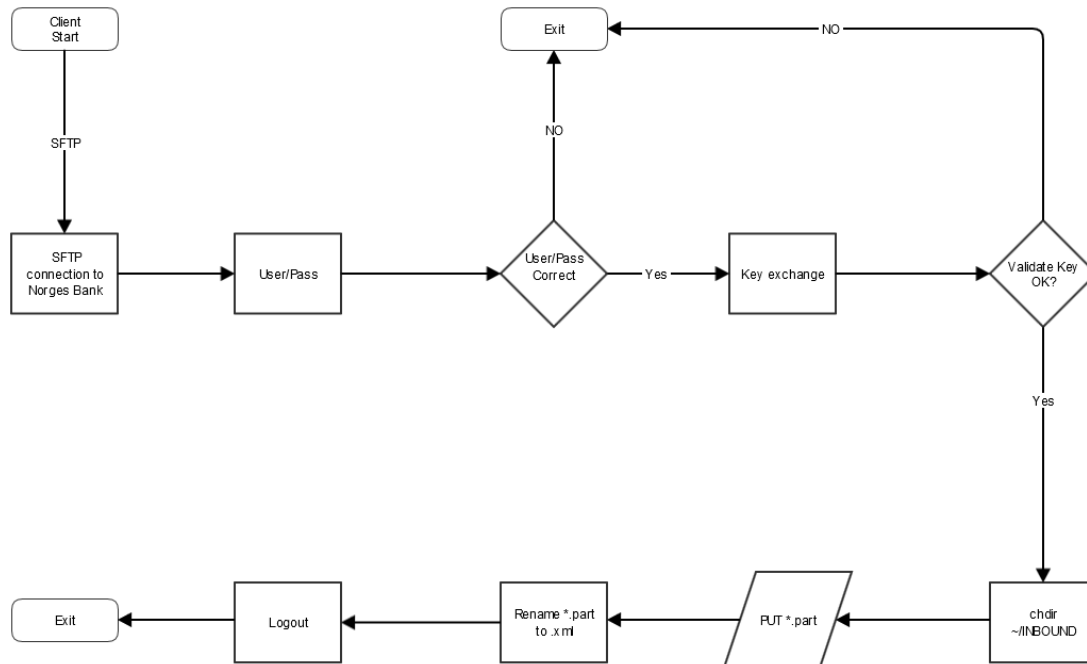 Client
Start
Exit
NO
NO
SFTP
SFTP
connection to
Norges Bank
User/Pass
User/Pass
Correct
Yes
Key exchange
Validate Key
OK?
Yes
Exit
Logout
Rename *.part
to .xml
PUT *.part
chdir
~/INBOUND